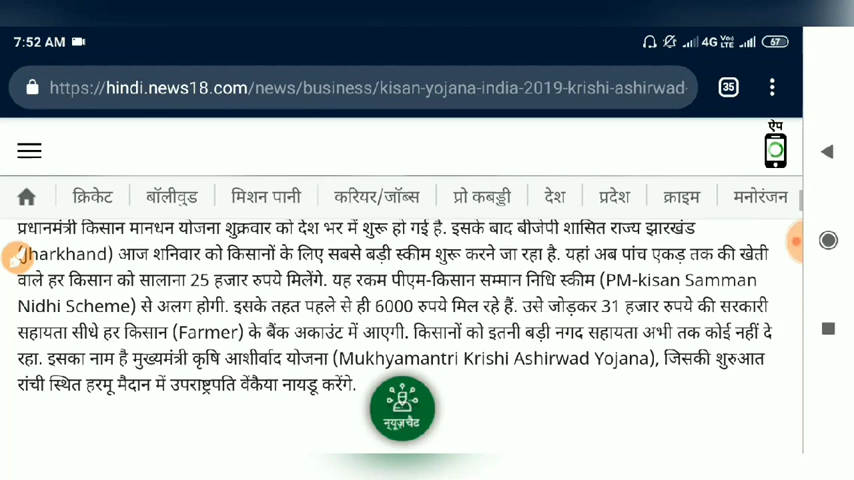 7:52 AM
4G Vo) LTE 67
https://hindi.news18.com/news/business/kisan-yojana-india-2019-krishi-ashirwad-
35
ऐप
क्रिकेट बॉलीवुड मिशन पानी करियर/जॉब्स प्रो कबड्डी देश प्रदेश क्राइम मनोरंजन
प्रधानमंत्री किसान मानधन योजना शुक्रवार को देश भर में शुरू हो गई है. इसके बाद बीजेपी शासित राज्य झारखंड
(Jharkhand) आज शनिवार को किसानों के लिए सबसे बड़ी स्कीम शुरू करने जा रहा है. यहां अब पांच एकड़ तक की खेती
वाले हर किसान को सालाना 25 हजार रुपये मिलेंगे. यह रकम पीएम-किसान सम्मान निधि स्कीम (PM-kisan Samman
Nidhi Scheme) से अलग होगी. इसके तहत पहले से ही 6000 रुपये मिल रहे हैं. उसे जोड़कर 31 हजार रुपये की सरकारी
सहायता सीधे हर किसान (Farmer) के बैंक अकाउंट में आएगी. किसानों को इतनी बड़ी नगद सहायता अभी तक कोई नहीं दे
रहा. इसका नाम है मुख्यमंत्री कृषि आशीर्वाद योजना (Mukhyamantri Krishi Ashirwad Yojana), जिसकी शुरुआत
रांची स्थित हरमू मैदान में उपराष्ट्रपति वेंकैया नायडू करेंगे.
न्यूज़चैट